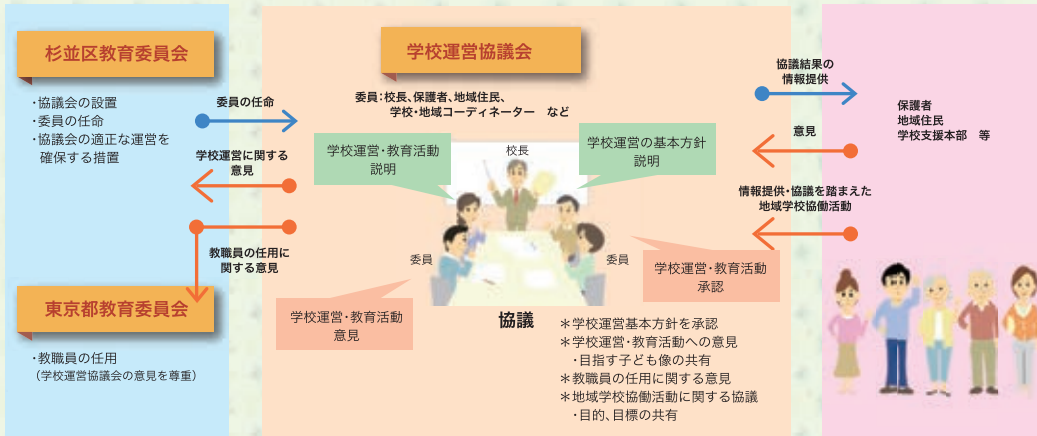 杉並区教育委員会
・協議会の設置
・委員の任命
・協議会の適正な運営を
確保する措置
東京都教育委員会
・教職員の任用
（学校運営協議会の意見を尊重）
委員の任命
学校運営に関する
意見
教職員の任用に
関する意見
学校運営協議会
委員：校長、保護者、地域住民、
学校・地域コーディネーター　など
学校運営・教育活動
説明
校長
学校運営の基本方針
説明
委員
委員
学校運営・教育活動
意見
学校運営・教育活動
承認
協議
＊学校運営基本方針を承認
＊学校運営・教育活動への意見
・目指す子ども像の共有
＊教職員の任用に関する意見
＊地域学校協働活動に関する協議
・目的、目標の共有
協議結果の
情報提供
意見
情報提供・協議を踏まえた
地域学校協働活動
保護者
地域住民
学校支援本部　等